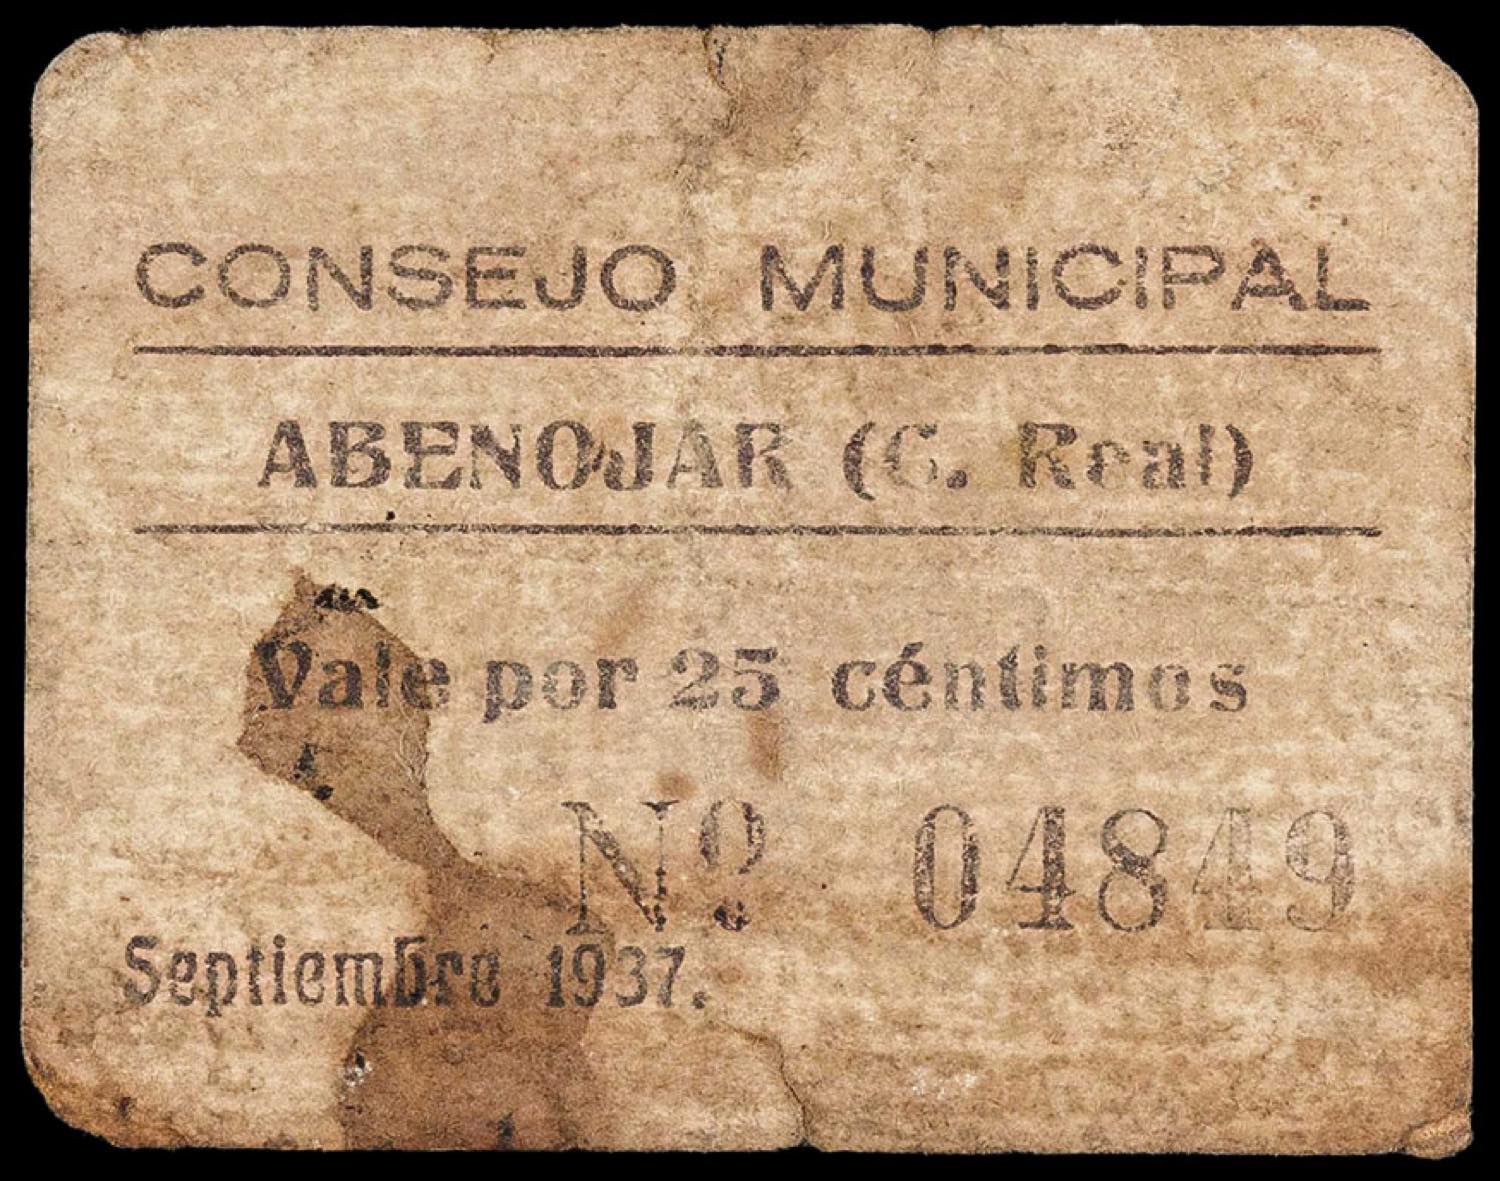 CONSEJO MUNICIPAL
ABENOJAR (C. Real)
Vale por 25 céntimos
Nº 04849
Septiembre 1937.